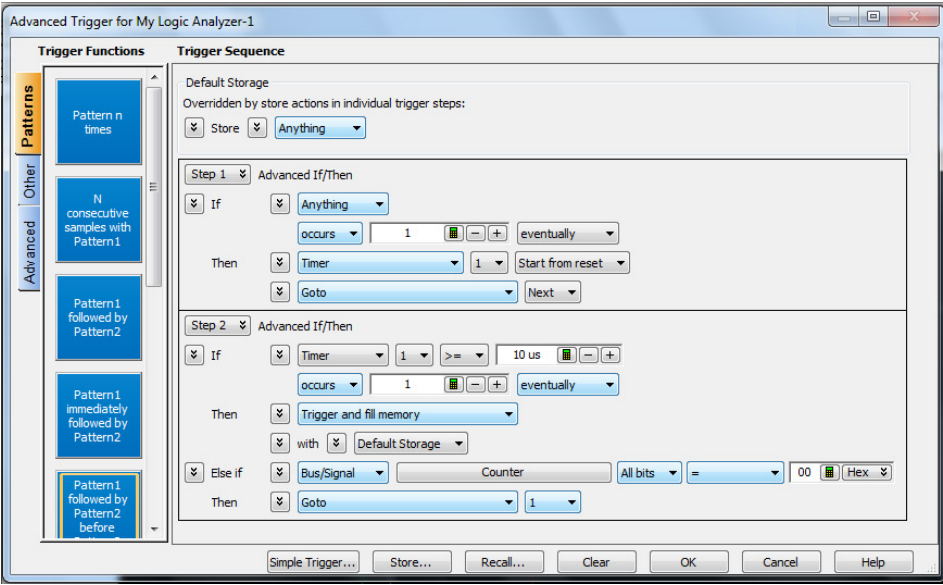 Advanced Trigger for My Logic Analyzer-1
Trigger Functions
Trigger Sequence
Patterns
Other
Advanced
Pattern n
times
N
consecutive
samples with
Pattern1
Pattern1
followed by
Pattern2
Pattern1
immediately
followed by
Pattern2
Pattern1
followed by
Pattern2
before
Default Storage
Overridden by store actions in individual trigger steps:
Store Anything
Step 1 Advanced If/Then
If Anything
occurs 1 eventually
Then Timer 1 Start from reset
Goto Next
Step 2 Advanced If/Then
If Timer 1 >= 10 us
occurs 1 eventually
Then Trigger and fill memory
with Default Storage
Else if Bus/Signal Counter All bits = 00 Hex
Then Goto 1
Simple Trigger... Store... Recall... Clear OK Cancel Help